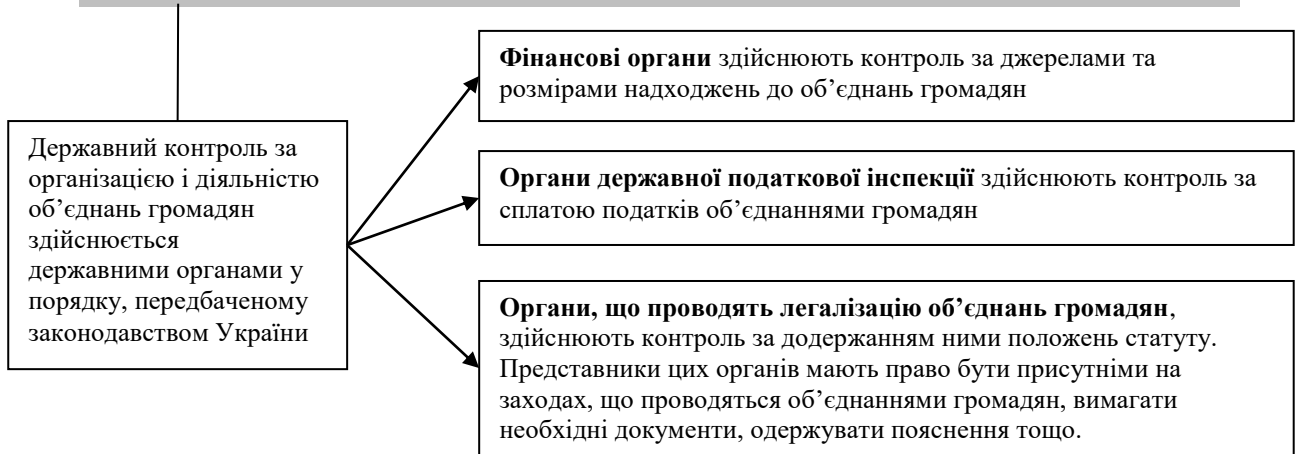 Фінансові органи здійснюють контроль за джерелами та
розмірами надходжень до об’єднань громадян
Державний контроль за
організацією і діяльністю
об’єднань громадян
здійснюється
державними органами у
порядку, передбаченому
законодавством України
Органи державної податкової інспекції здійснюють контроль за
сплатою податків об’єднаннями громадян
Органи, що проводять легалізацію об’єднань громадян,
здійснюють контроль за додержанням ними положень статуту.
Представники цих органів мають право бути присутніми на
заходах, що проводяться об’єднаннями громадян, вимагати
необхідні документи, одержувати пояснення тощо.